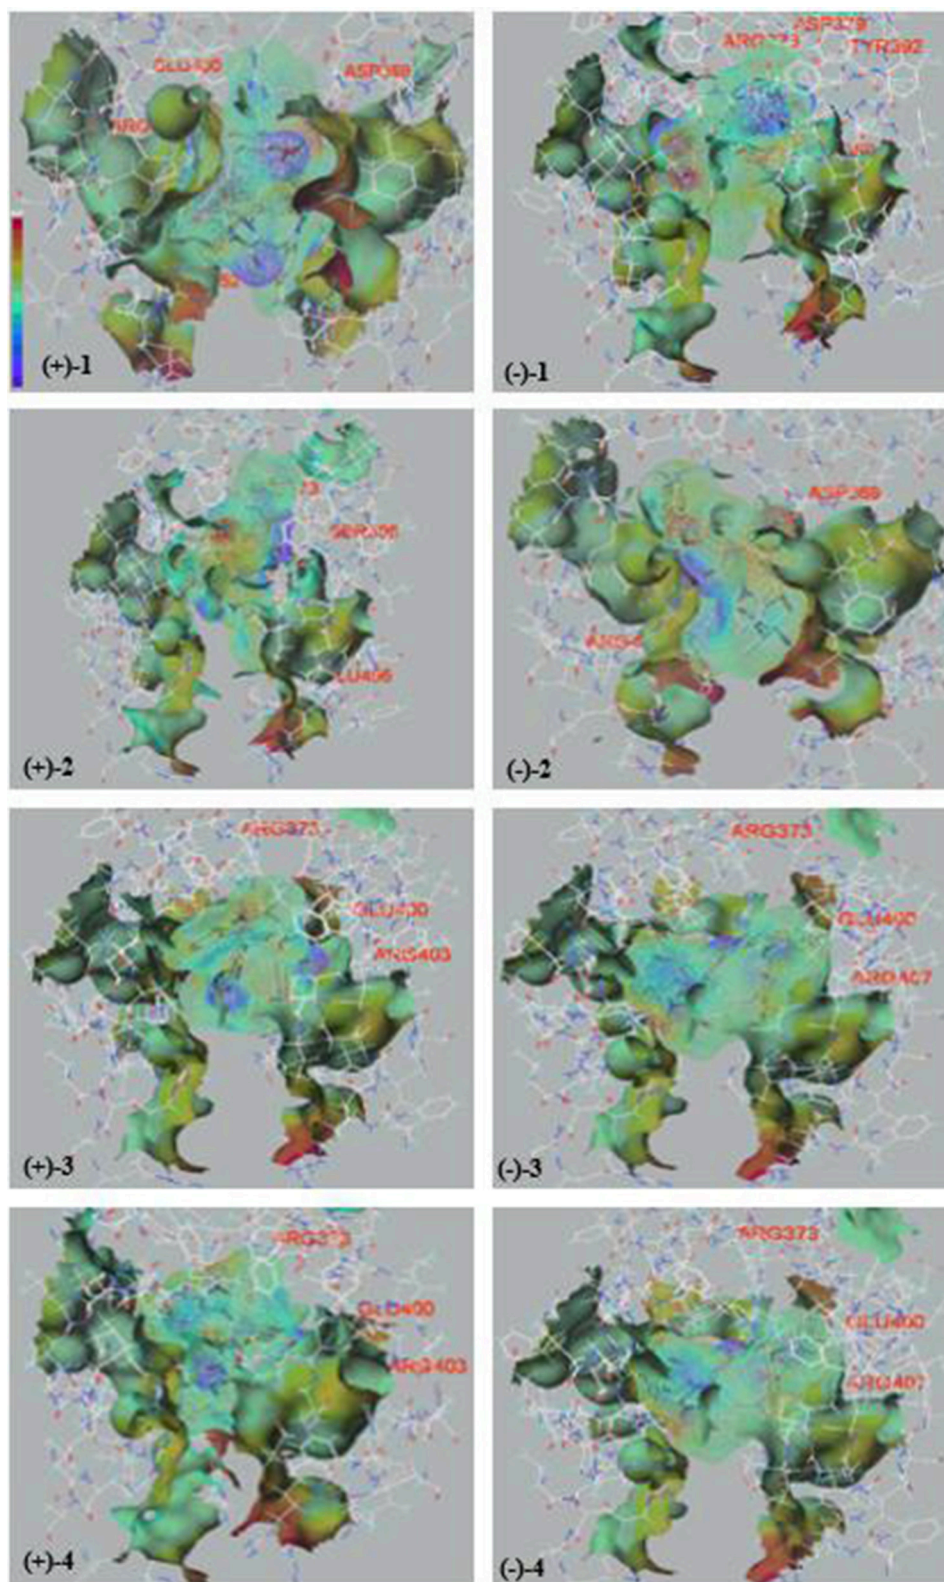 GLU400
ASP369
(+)-1
ASP379
ARG373
TYR392
(-)-1
SER396
(+)-2
ASP369
(-)-2
ARG373
GLU400
ARG403
(+)-3
ARG373
GLU400
ARG407
(-)-3
ARG373
GLU400
ARG403
(+)-4
ARG373
GLU400
ARG407
(-)-4